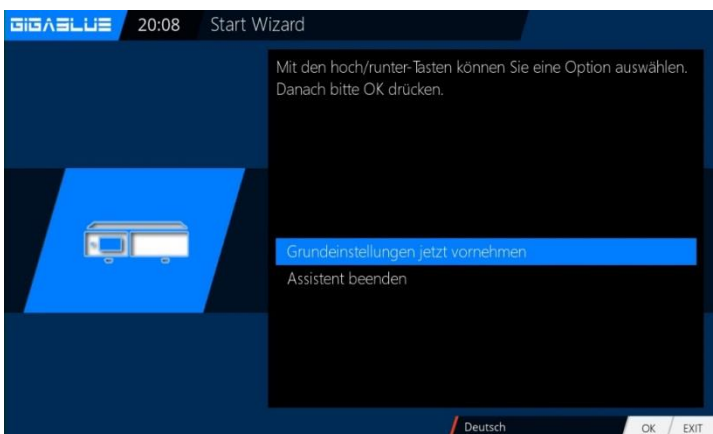 GIGABLUE 20:08 Start Wizard
Mit den hoch/runter-Tasten können Sie eine Option auswählen.
Danach bitte OK drücken.
Grundeinstellungen jetzt vornehmen
Assistent beenden
Deutsch OK EXIT